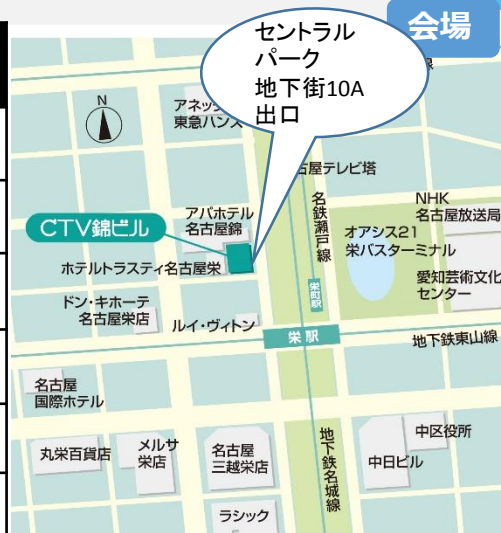 会場
セントラル
パーク
地下街10A
出口
線
N
アネッ
東急ハンズ
古屋テレビ塔
アパホテル
名古屋錦
名鉄瀬戸線
NHK
名古屋放送局
CTV錦ビル
オアシス21
栄バスターミナル
ホテルトラスティ名古屋栄
愛知芸術文化
センター
栄町駅
ドン・キホーテ
名古屋栄店
ルイ・ヴィトン
栄駅
地下鉄東山線
名古屋
国際ホテル
丸栄百貨店
メルサ
栄店
名古屋
三越栄店
地下鉄名城線
中区役所
中日ビル
ラシック